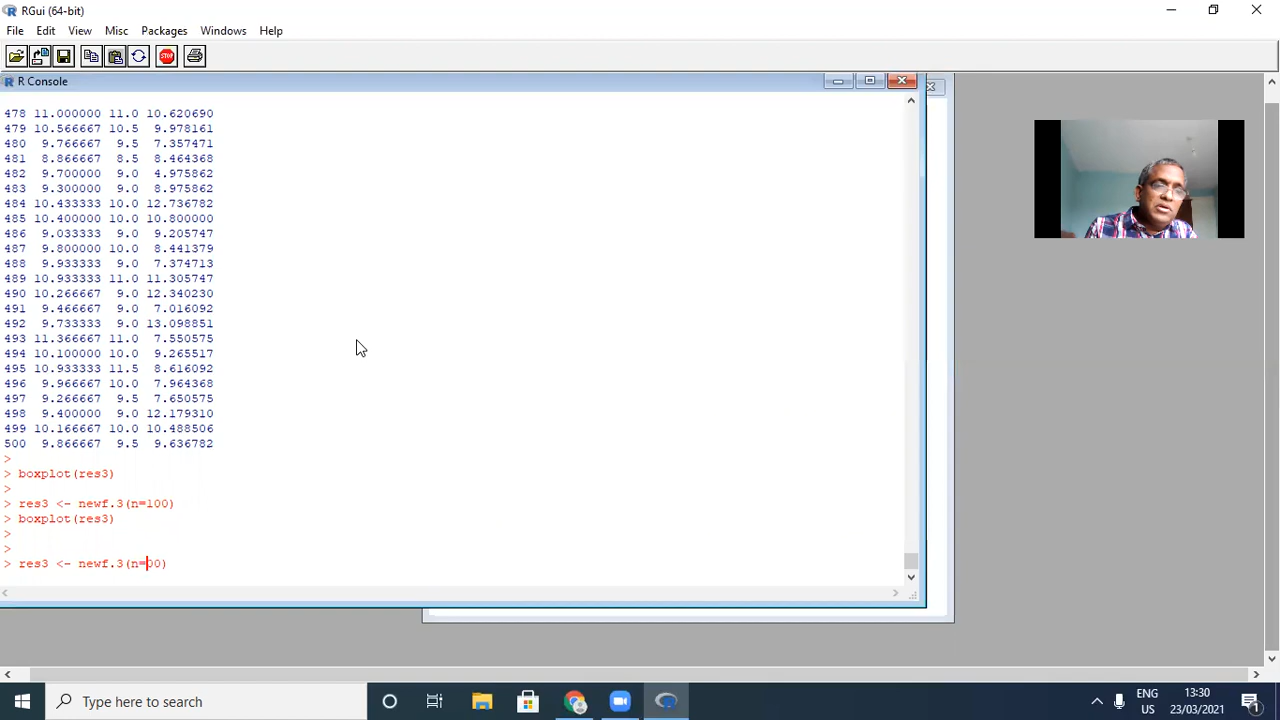 RGui (64-bit)
File Edit View Misc Packages Windows Help
STOP
R Console
478 11.000000 11.0 10.620690
479 10.566667 10.5 9.978161
480 9.766667 9.5 7.357471
481 8.866667 8.5 8.464368
482 9.700000 9.0 4.975862
483 9.300000 9.0 8.975862
484 10.433333 10.0 12.736782
485 10.400000 10.0 10.800000
486 9.033333 9.0 9.205747
487 9.800000 10.0 8.441379
488 9.933333 9.0 7.374713
489 10.933333 11.0 11.305747
490 10.266667 9.0 12.340230
491 9.466667 9.0 7.016092
492 9.733333 9.0 13.098851
493 11.366667 11.0 7.550575
494 10.100000 10.0 9.265517
495 10.933333 11.5 8.616092
496 9.966667 10.0 7.964368
497 9.266667 9.5 7.650575
498 9.400000 9.0 12.179310
499 10.166667 10.0 10.488506
500 9.866667 9.5 9.636782
>
> boxplot(res3)
>
> res3 <- newf.3(n=100)
> boxplot(res3)
>
>
> res3 <- newf.3(n=00)
Type here to search
ENG
US
13:30
23/03/2021
1